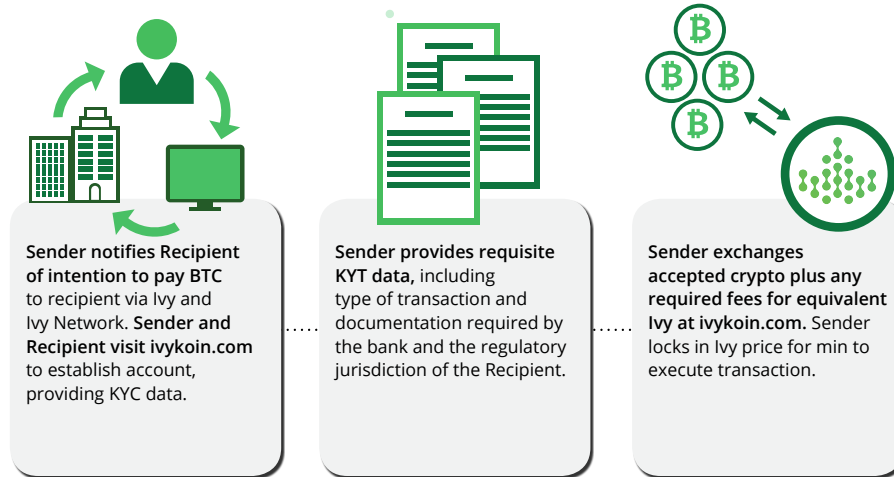 Sender notifies Recipient
of intention to pay BTC
to recipient via Ivy and
Ivy Network. Sender and
Recipient visit ivykoin.com
to establish account,
providing KYC data.
Sender provides requisite
KYT data, including
type of transaction and
documentation required by
the bank and the regulatory
jurisdiction of the Recipient.
Sender exchanges
accepted crypto plus any
required fees for equivalent
Ivy at ivykoin.com. Sender
locks in Ivy price for min to
execute transaction.